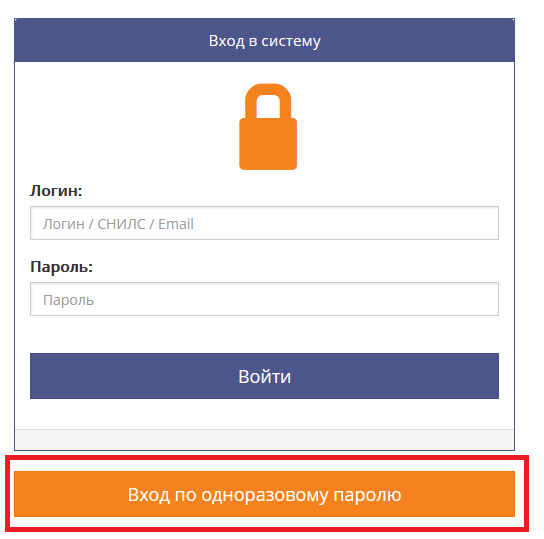 Вход в систему
Логин:
Логин / СНИЛС / Email
Пароль:
Пароль
Войти
Вход по одноразовому паролю